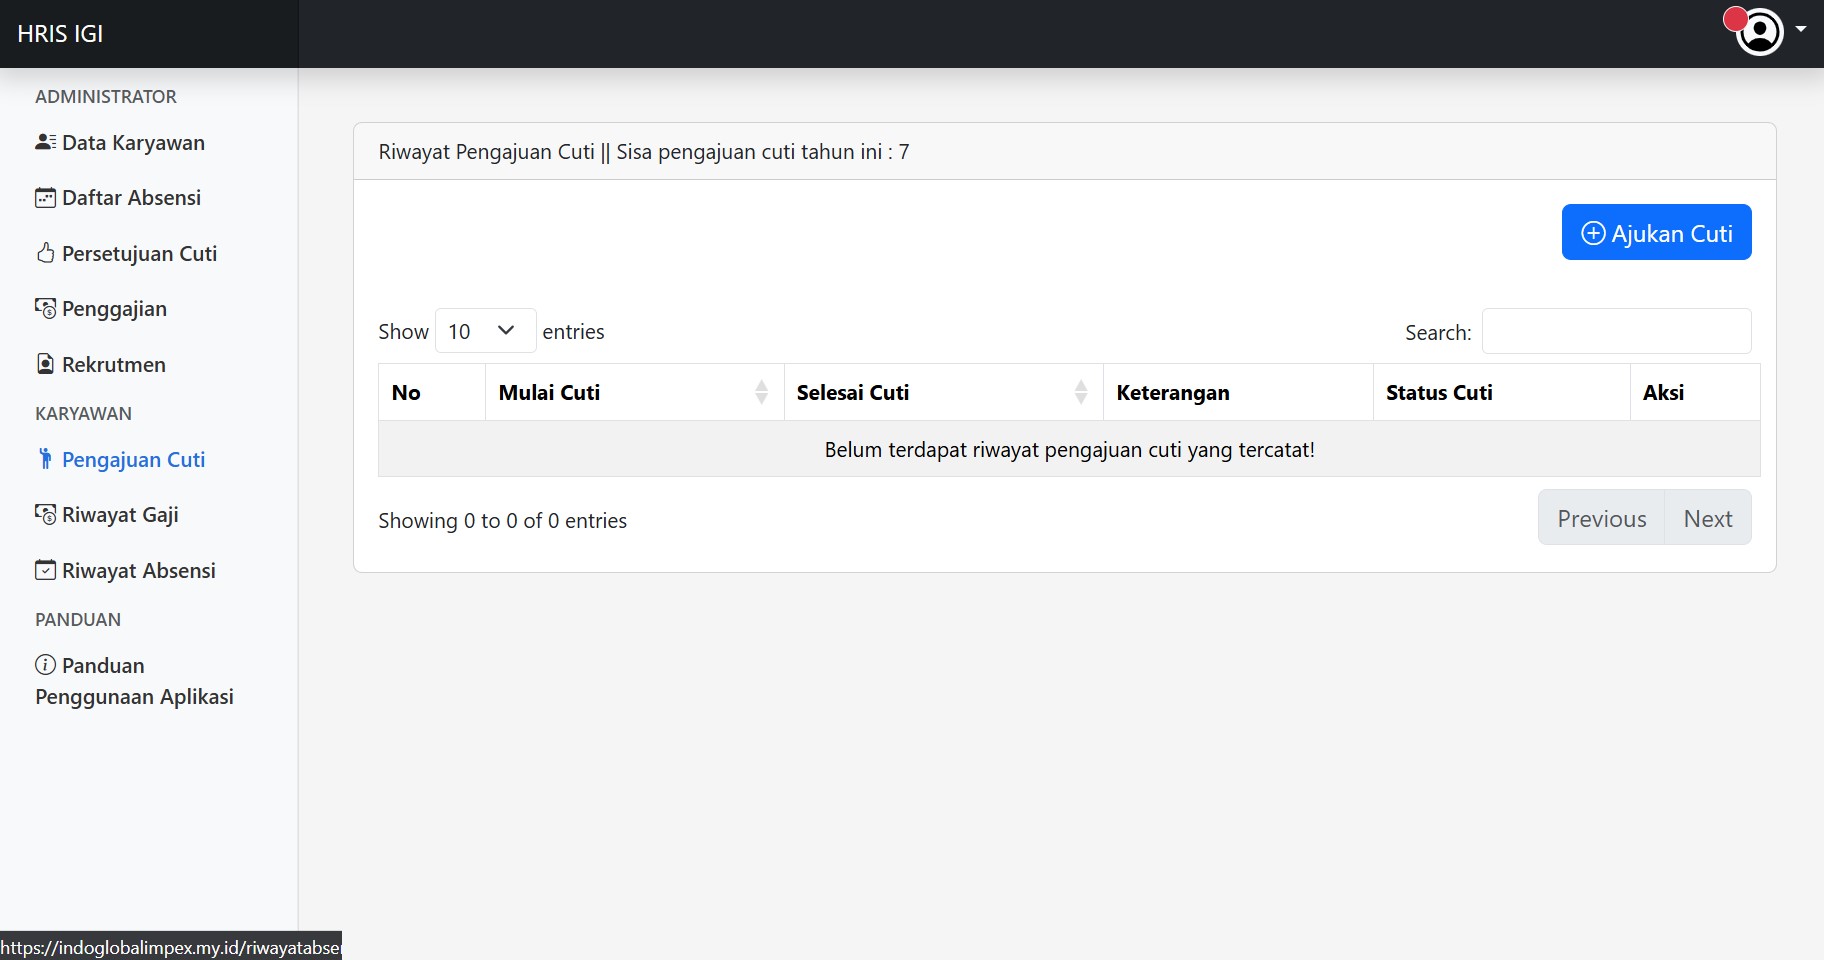 HRIS IGI
ADMINISTRATOR
Data Karyawan
Daftar Absensi
Persetujuan Cuti
Penggajian
Rekrutmen
KARYAWAN
Pengajuan Cuti
Riwayat Gaji
Riwayat Absensi
PANDUAN
Panduan
Penggunaan Aplikasi
Riwayat Pengajuan Cuti || Sisa pengajuan cuti tahun ini : 7
Ajukan Cuti
Show 10 entries
Search:
No Mulai Cuti Selesai Cuti Keterangan Status Cuti Aksi
Belum terdapat riwayat pengajuan cuti yang tercatat!
Showing 0 to 0 of 0 entries
Previous Next
https://indoglobalimpex.my.id/riwayatabse